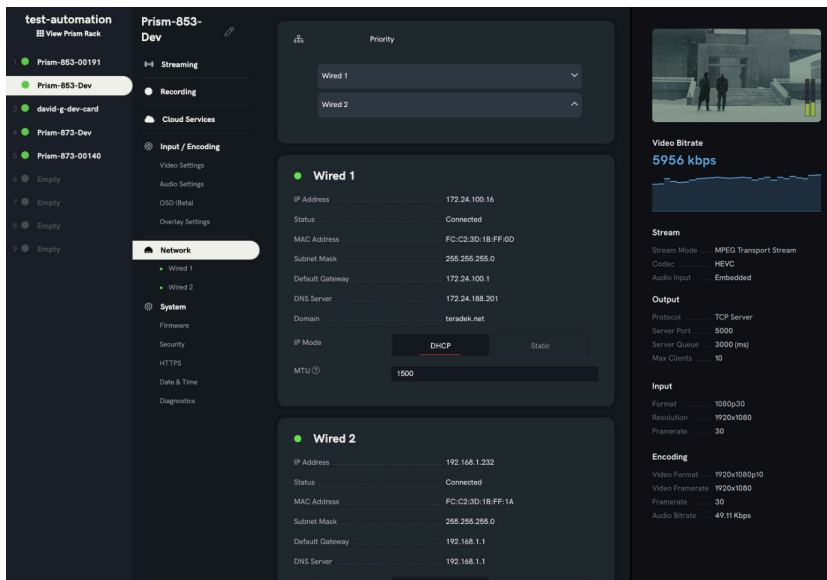 test-automation
View Prism Rack
1 Prism-853-00191
Prism-853-Dev
3 david-g-dev-card
4 Prism-873-Dev
5 Prism-873-00140
6 Empty
7 Empty
8 Empty
9 Empty
Prism-853-
Dev
Streaming
Recording
Cloud Services
Input / Encoding
Video Settings
Audio Settings
OSD (Beta)
Overlay Settings
Network
Wired 1
Wired 2
System
Firmware
Security
HTTPS
Date & Time
Diagnostics
Priority
Wired 1
Wired 2
Wired 1
IP Address 172.24.100.16
Status Connected
MAC Address FC:C2:3D:1B:FF:0D
Subnet Mask 255.255.255.0
Default Gateway 172.24.100.1
DNS Server 172.24.188.201
Domain teradek.net
IP Mode DHCP Static
MTU 1500
Wired 2
IP Address 192.168.1.232
Status Connected
MAC Address FC:C2:3D:1B:FF:1A
Subnet Mask 255.255.255.0
Default Gateway 192.168.1.1
DNS Server 192.168.1.1
Video Bitrate
5956 kbps
Stream
Stream Mode MPEG Transport Stream
Codec HEVC
Audio Input Embedded
Output
Protocol TCP Server
Server Port 5000
Server Queue 3000 (ms)
Max Clients 10
Input
Format 1080p30
Resolution 1920x1080
Framerate 30
Encoding
Video Format 1920x1080p10
Video Framerate 1920x1080
Framerate 30
Audio Bitrate 49.11 Kbps